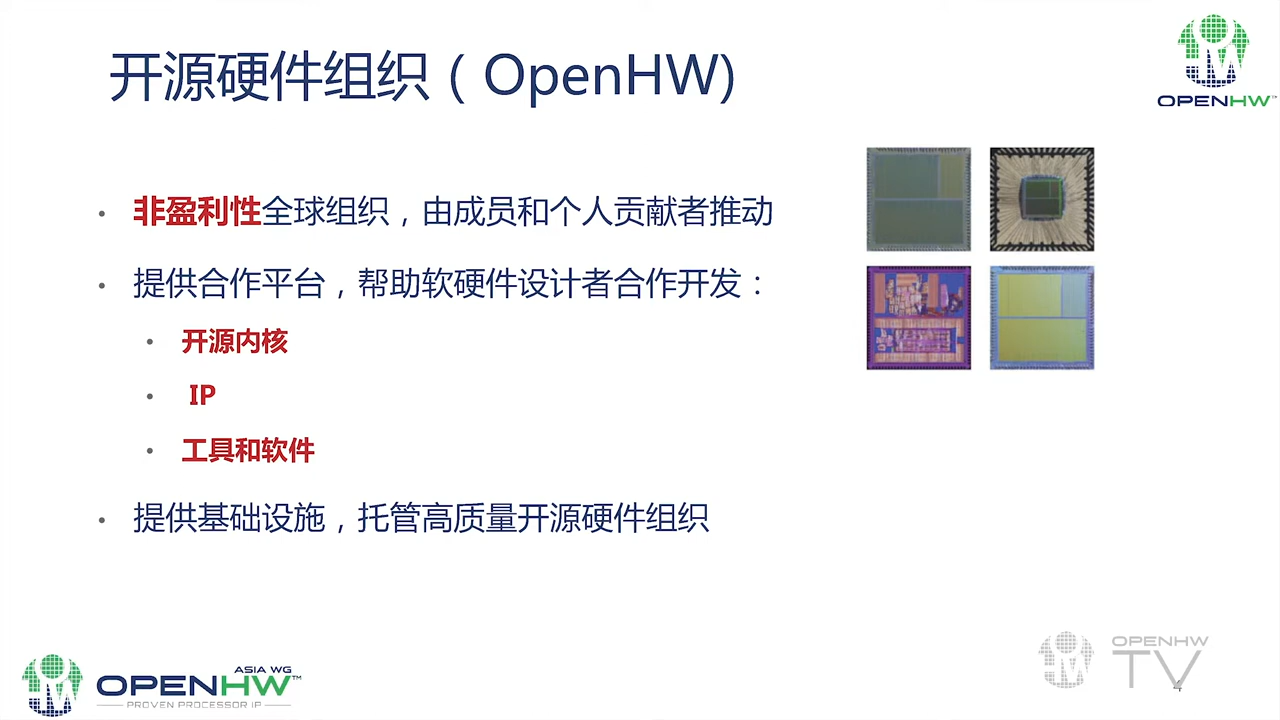 开源硬件组织（OpenHW)
OPENHW™
• 非盈利性全球组织，由成员和个人贡献者推动
• 提供合作平台，帮助软硬件设计者合作开发：
• 开源内核
• IP
• 工具和软件
• 提供基础设施，托管高质量开源硬件组织
ASIA WG
OPENHW™
PROVEN PROCESSOR IP
OPENHW
TV
4